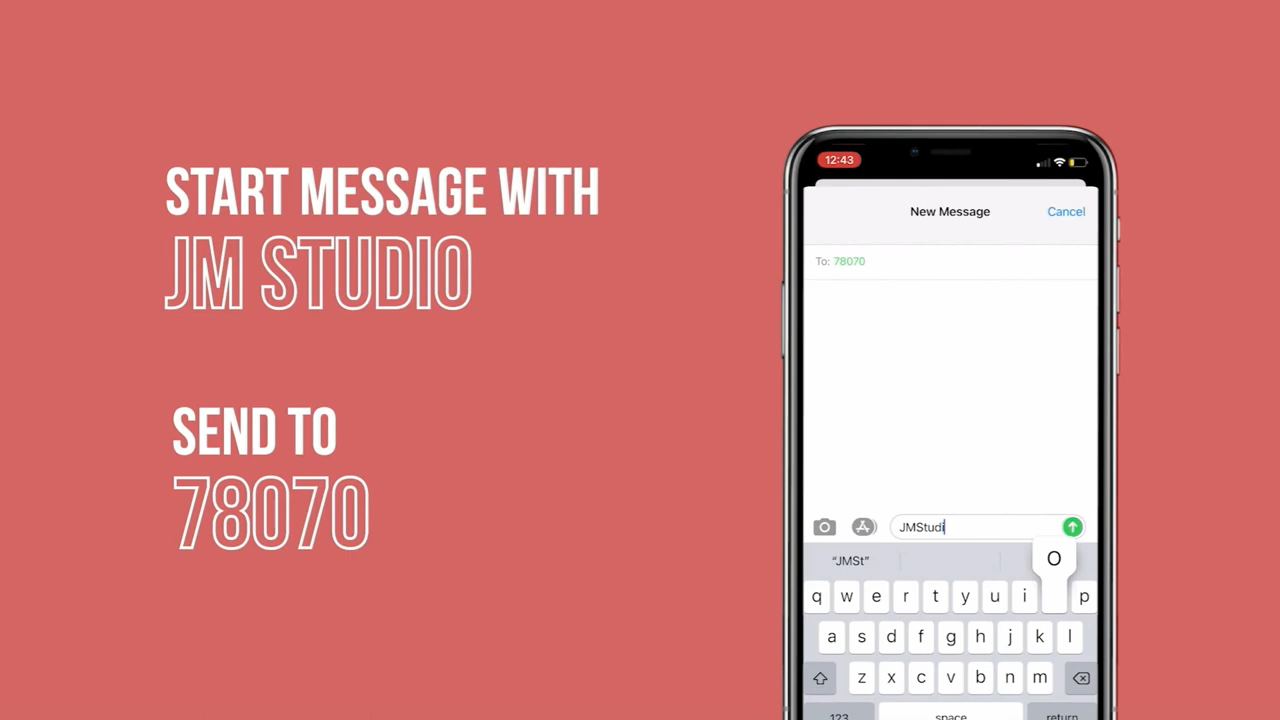 START MESSAGE WITH
JM STUDIO
SEND TO
78070
12:43
New Message
Cancel
To: 78070
JMStudi
“JMSt”
O
q w e r t y u i p
a s d f g h j k l
z x c v b n m
123 space return